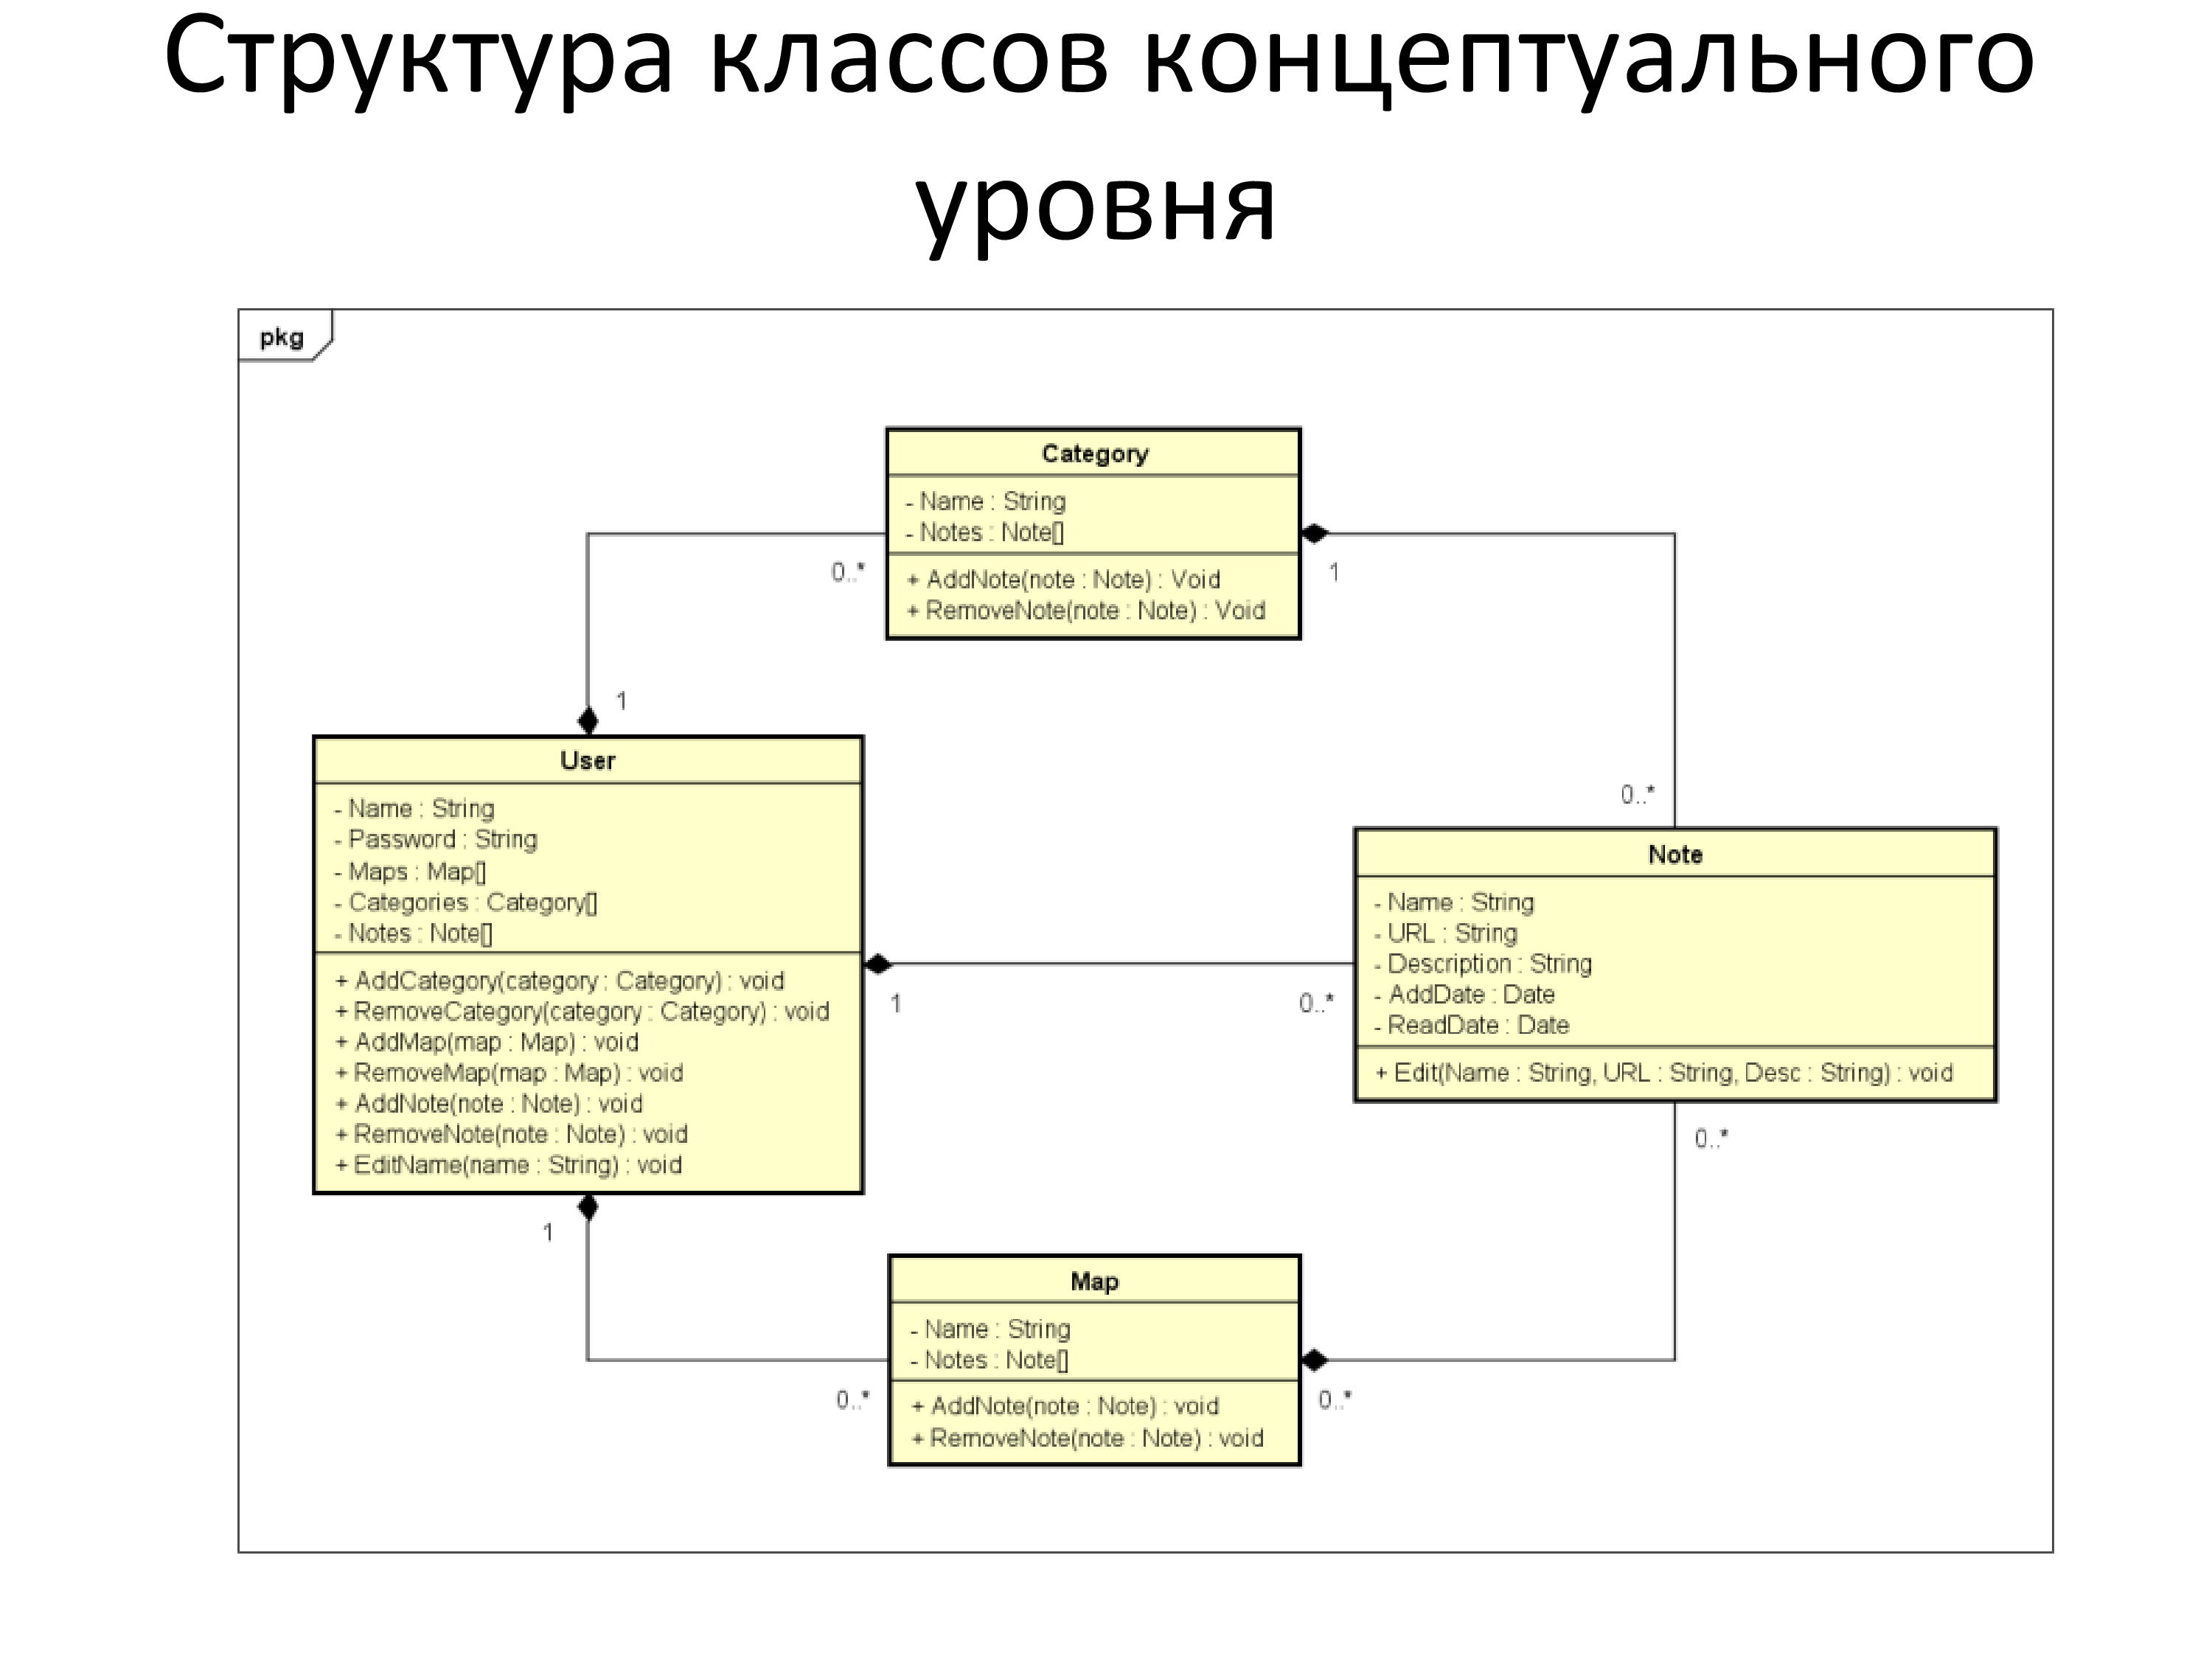 Структура классов концептуального
уровня
pkg
Category
- Name : String
- Notes : Note[]
+ AddNote(note : Note) : Void
+ RemoveNote(note : Note) : Void
0..*
1
1
0..*
User
- Name : String
- Password : String
- Maps : Map[]
- Categories : Category[]
- Notes : Note[]
+ AddCategory(category : Category) : void
+ RemoveCategory(category : Category) : void
+ AddMap(map : Map) : void
+ RemoveMap(map : Map) : void
+ AddNote(note : Note) : void
+ RemoveNote(note : Note) : void
+ EditName(name : String) : void
1
0..*
Note
- Name : String
- URL : String
- Description : String
- AddDate : Date
- ReadDate : Date
+ Edit(Name : String, URL : String, Desc : String) : void
0..*
1
Map
- Name : String
- Notes : Note[]
+ AddNote(note : Note) : void
+ RemoveNote(note : Note) : void
0..*
0..*